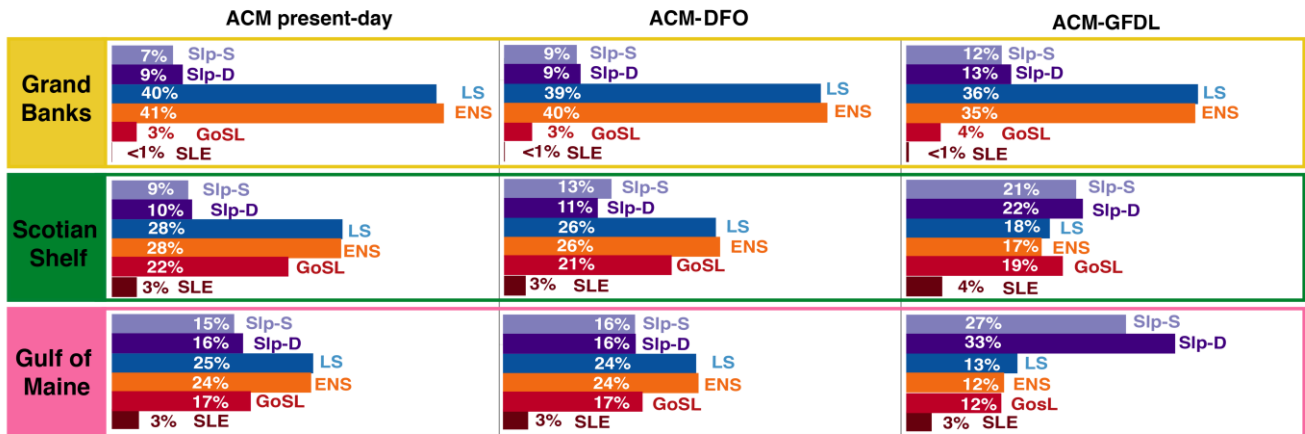 ACM present-day
ACM-DFO
ACM-GFDL
Grand
Banks
7% Slp-S
9% Slp-D
40% LS
41% ENS
3% GoSL
<1% SLE
9% Slp-S
9% Slp-D
39% LS
40% ENS
3% GoSL
<1% SLE
12% Slp-S
13% Slp-D
36% LS
35% ENS
4% GoSL
<1% SLE
Scotian
Shelf
9% Slp-S
10% Slp-D
28% LS
28% ENS
22% GoSL
3% SLE
13% Slp-S
11% Slp-D
26% LS
26% ENS
21% GoSL
3% SLE
21% Slp-S
22% Slp-D
18% LS
17% ENS
19% GoSL
4% SLE
Gulf of
Maine
15% Slp-S
16% Slp-D
25% LS
24% ENS
17% GoSL
3% SLE
16% Slp-S
16% Slp-D
24% LS
24% ENS
17% GoSL
3% SLE
27% Slp-S
33% Slp-D
13% LS
12% ENS
12% GosL
3% SLE